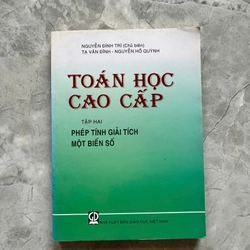 NGUYỄN ĐÌNH TRÍ (Chủ biên)
TẠ VĂN ĐĨNH - NGUYỄN HỒ QUỲNH
TOÁN HỌC
CAO CẤP
TẬP HAI
PHÉP TÍNH GIẢI TÍCH
MỘT BIẾN SỐ
NHÀ XUẤT BẢN GIÁO DỤC VIỆT NAM